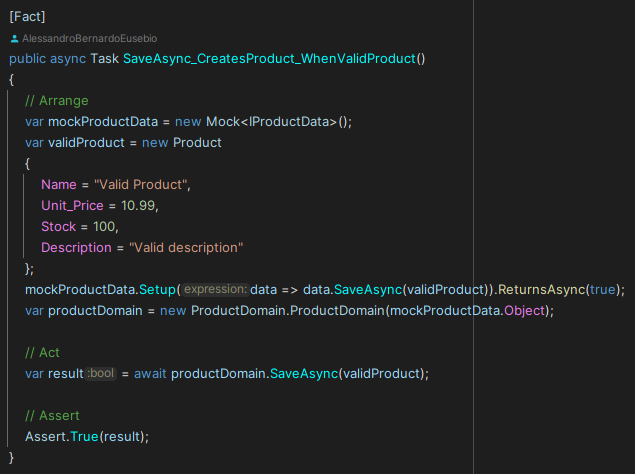 [Fact]
AlessandroBernardoEusebio
public async Task SaveAsync_CreatesProduct_WhenValidProduct()
{
// Arrange
var mockProductData = new Mock<IProductData>();
var validProduct = new Product
{
Name = "Valid Product",
Unit_Price = 10.99,
Stock = 100,
Description = "Valid description"
};
mockProductData.Setup( expression: data => data.SaveAsync(validProduct)).ReturnsAsync(true);
var productDomain = new ProductDomain.ProductDomain(mockProductData.Object);
// Act
var result :bool = await productDomain.SaveAsync(validProduct);
// Assert
Assert.True(result);
}